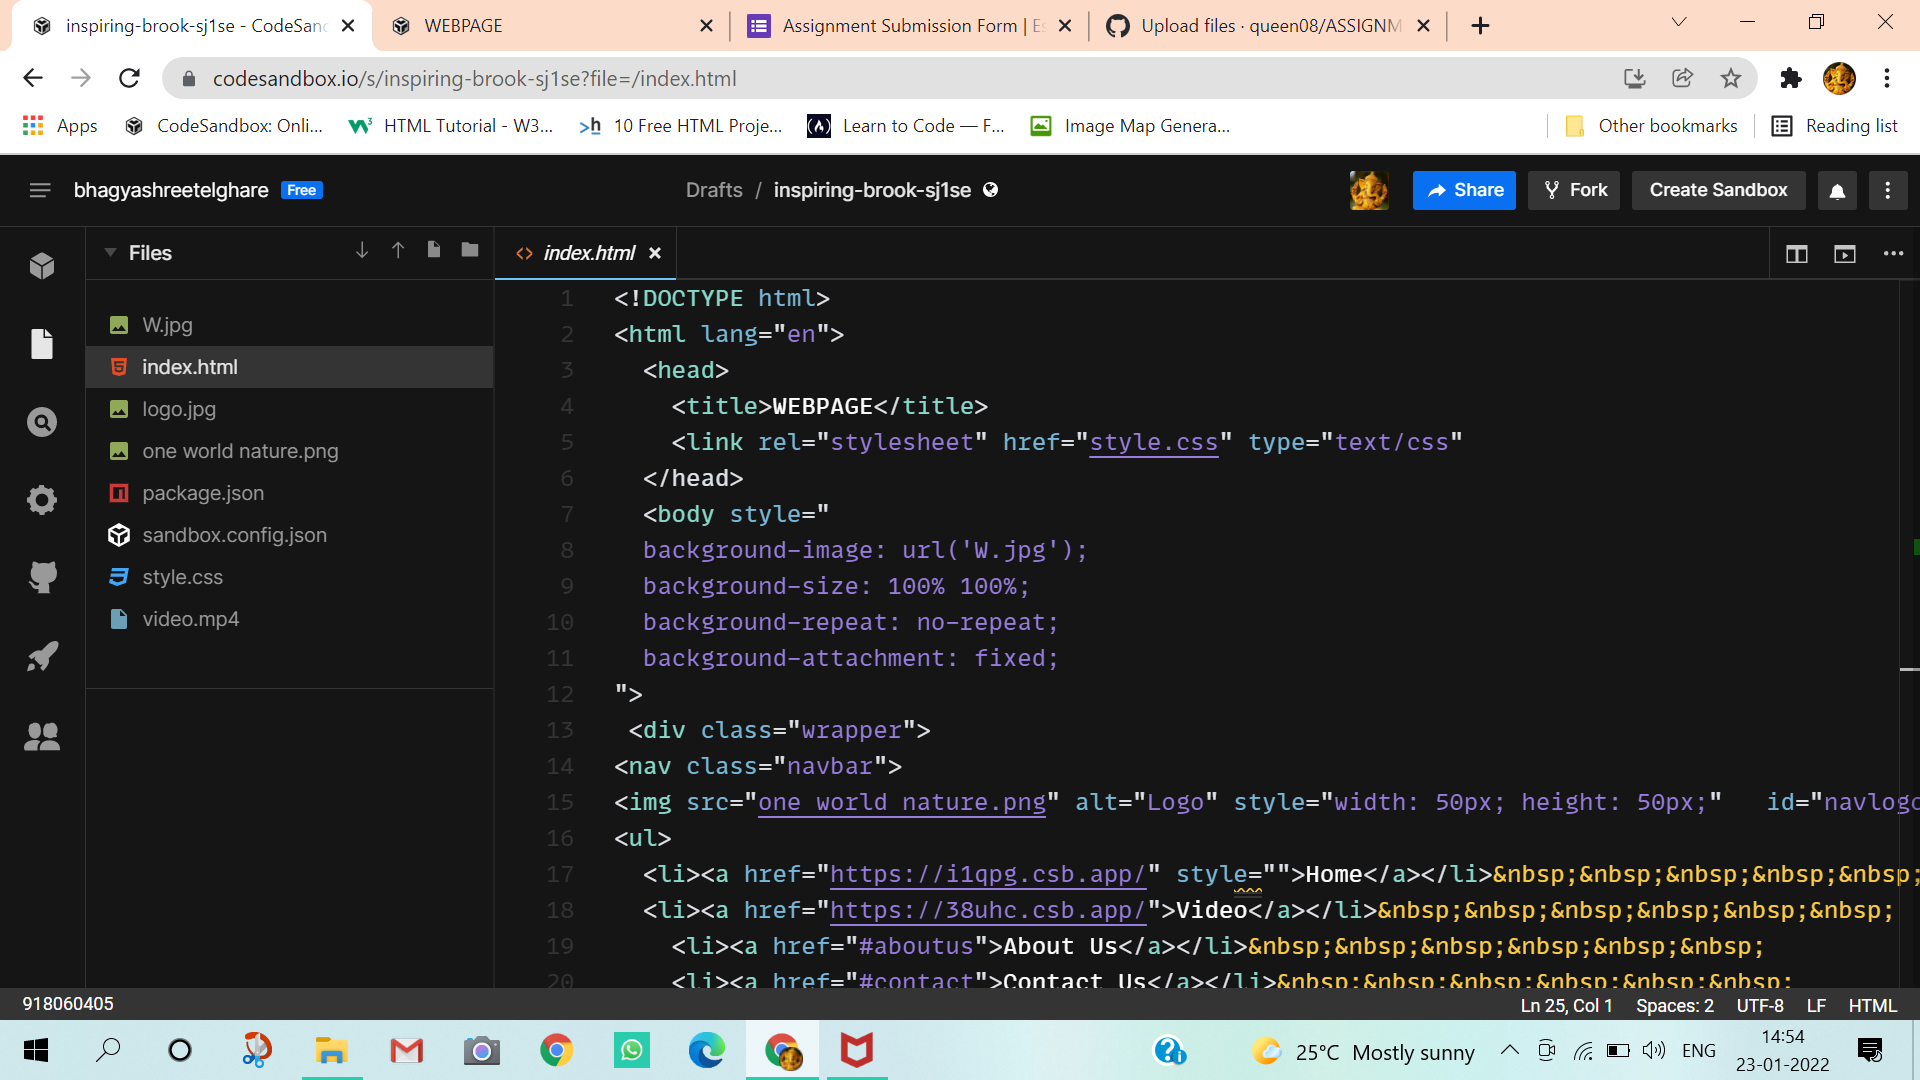 inspiring-brook-sj1se - CodeSand
WEBPAGE
Assignment Submission Form | Es
Upload files · queen08/ASSIGNM
codesandbox.io/s/inspiring-brook-sj1se?file=/index.html
Apps
CodeSandbox: Onli...
HTML Tutorial - W3...
10 Free HTML Proje...
Learn to Code — F...
Image Map Genera...
Other bookmarks
Reading list
bhagyashreetelghare Free
Drafts / inspiring-brook-sj1se
Share
Fork
Create Sandbox
Files
index.html
W.jpg
index.html
logo.jpg
one world nature.png
package.json
sandbox.config.json
style.css
video.mp4
1 <!DOCTYPE html>
2 <html lang="en">
3 <head>
4 <title>WEBPAGE</title>
5 <link rel="stylesheet" href="style.css" type="text/css"
6 </head>
7 <body style="
8 background-image: url('W.jpg');
9 background-size: 100% 100%;
10 background-repeat: no-repeat;
11 background-attachment: fixed;
12 ">
13 <div class="wrapper">
14 <nav class="navbar">
15 <img src="one world nature.png" alt="Logo" style="width: 50px; height: 50px;" id="navlogo
16 <ul>
17 <li><a href="https://i1qpg.csb.app/" style="">Home</a></li>&nbsp;&nbsp;&nbsp;&nbsp;&nbsp;
18 <li><a href="https://38uhc.csb.app/">Video</a></li>&nbsp;&nbsp;&nbsp;&nbsp;&nbsp;&nbsp;
19 <li><a href="#aboutus">About Us</a></li>&nbsp;&nbsp;&nbsp;&nbsp;&nbsp;&nbsp;
20 <li><a href="#contact">Contact Us</a></li>&nbsp;&nbsp;&nbsp;&nbsp;&nbsp;&nbsp;
918060405
Ln 25, Col 1 Spaces: 2 UTF-8 LF HTML
25°C Mostly sunny
ENG
14:54
23-01-2022